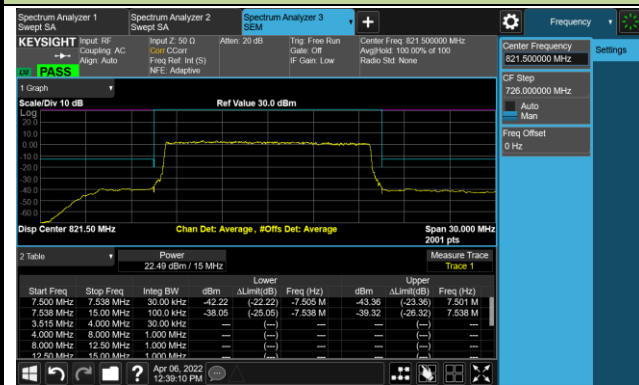 Spectrum Analyzer 1
Swept SA
Spectrum Analyzer 2
Swept SA
Spectrum Analyzer 3
SEM
+
Frequency
KEYSIGHT
Input: RF
Coupling: AC
Align: Auto
Input Z: 50 Ω
Corr CCorr
Freq Ref: Int (S)
NFE: Adaptive
Atten: 20 dB
Trig: Free Run
Gate: Off
IF Gain: Low
Center Freq: 821.500000 MHz
Avg|Hold: 100.00% of 100
Radio Std: None
PASS
Center Frequency
821.500000 MHz
Settings
CF Step
726.000000 MHz
Auto
Man
Freq Offset
0 Hz
1 Graph
Scale/Div 10 dB
Ref Value 30.0 dBm
Log
20.0
10.0
0.00
-10.0
-20.0
-30.0
-40.0
-50.0
-60.0
Disp Center 821.50 MHz
Chan Det: Average, #Offs Det: Average
Span 30.000 MHz
2001 pts
2 Table
Power
22.49 dBm / 15 MHz
Measure Trace
Trace 1
Lower
Upper
Start Freq Stop Freq Integ BW dBm ΔLimit(dB) Freq (Hz) dBm ΔLimit(dB) Freq (Hz)
7.500 MHz 7.538 MHz 30.00 kHz -42.22 (-22.22) -7.505 M -43.36 (-23.36) 7.501 M
7.538 MHz 15.00 MHz 100.0 kHz -38.05 (-25.05) -7.538 M -39.32 (-26.32) 7.538 M
3.515 MHz 4.000 MHz 30.00 kHz --- (---) --- --- (---) ---
4.000 MHz 8.000 MHz 1.000 MHz --- (---) --- --- (---) ---
8.000 MHz 12.50 MHz 1.000 MHz --- (---) --- --- (---) ---
12.50 MHz 15.00 MHz 1.000 MHz --- (---) --- --- (---) ---
?
Apr 06, 2022
12:39:10 PM